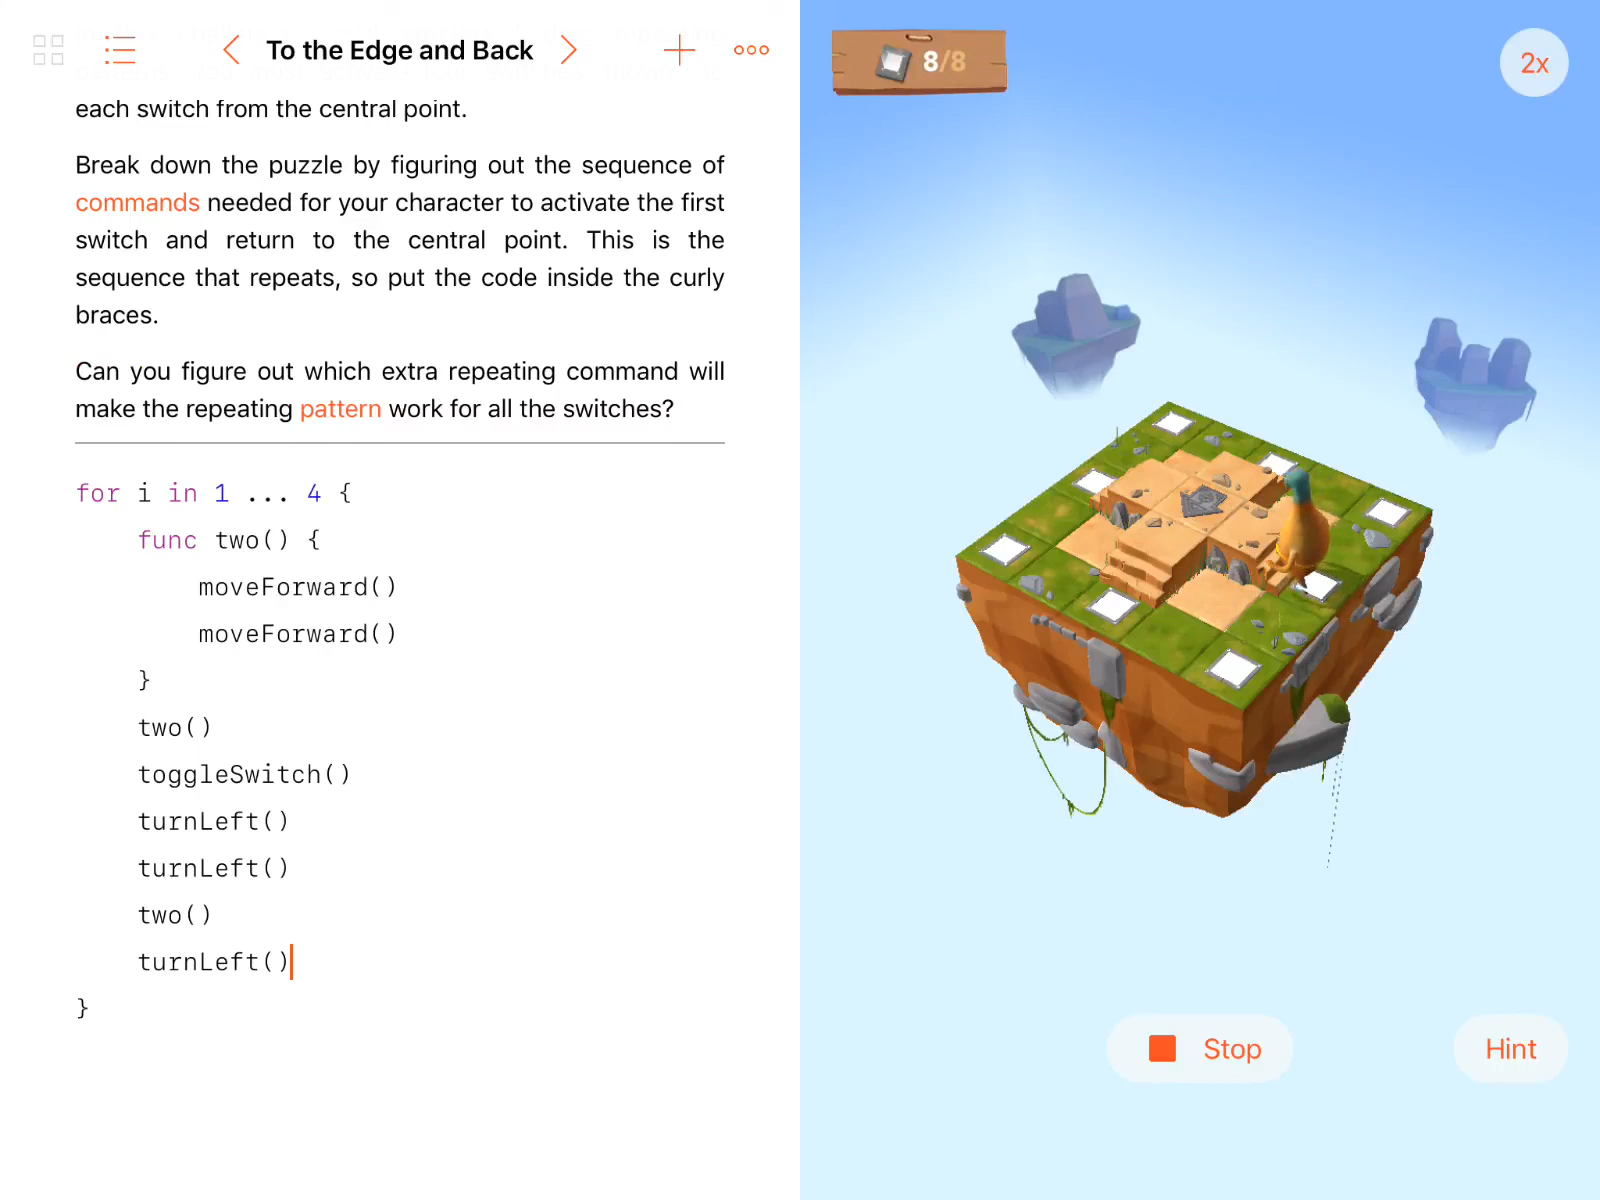 To the Edge and Back
each switch from the central point.
Break down the puzzle by figuring out the sequence of
commands needed for your character to activate the first
switch and return to the central point. This is the
sequence that repeats, so put the code inside the curly
braces.
Can you figure out which extra repeating command will
make the repeating pattern work for all the switches?
for i in 1 ... 4 {
func two() {
moveForward()
moveForward()
}
two()
toggleSwitch()
turnLeft()
turnLeft()
two()
turnLeft()
}
8/8
2x
Stop
Hint